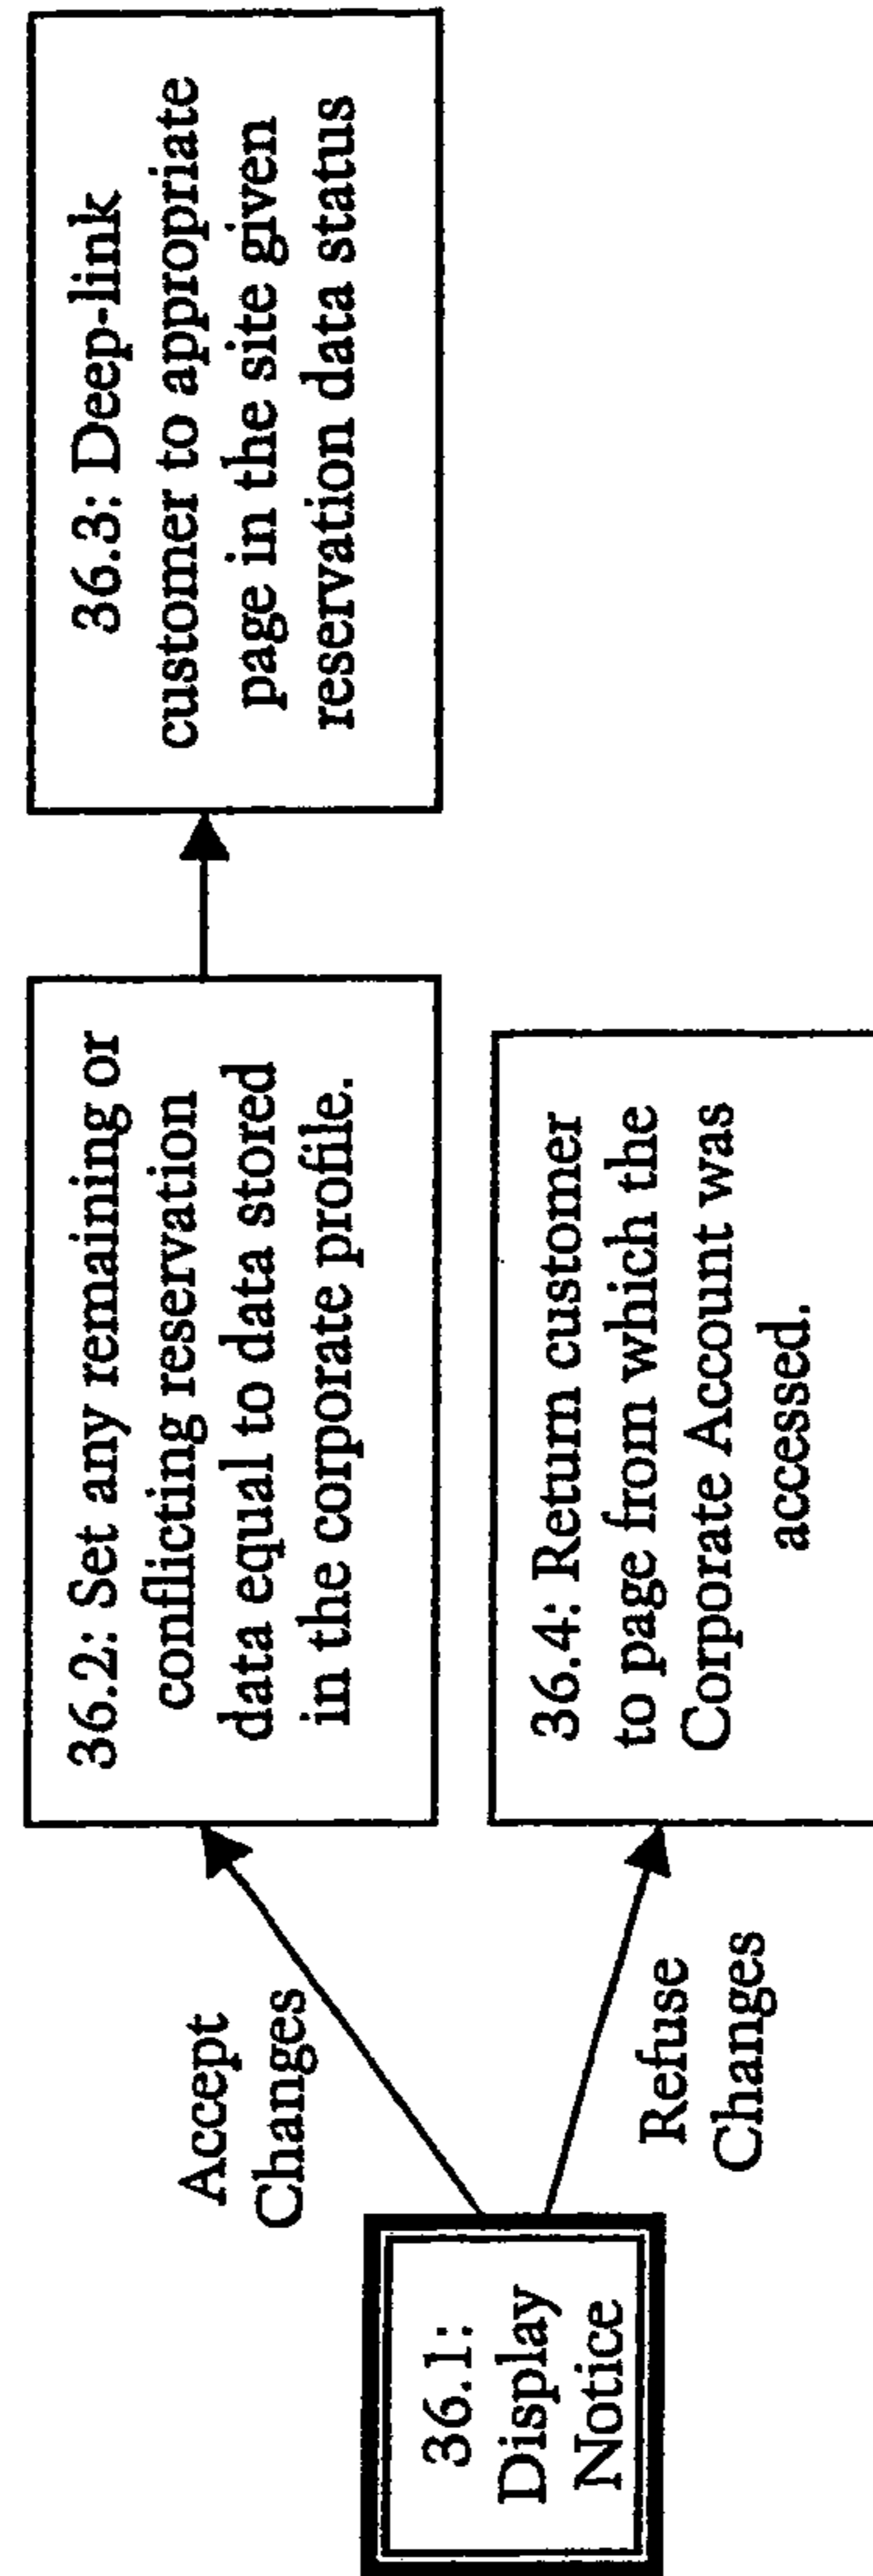 36.1:
Display
Notice
Accept
Changes
Refuse
Changes
36.2: Set any remaining or
conflicting reservation
data equal to data stored
in the corporate profile.
36.3: Deep-link
customer to appropriate
page in the site given
reservation data status
36.4: Return customer
to page from which the
Corporate Account was
accessed.